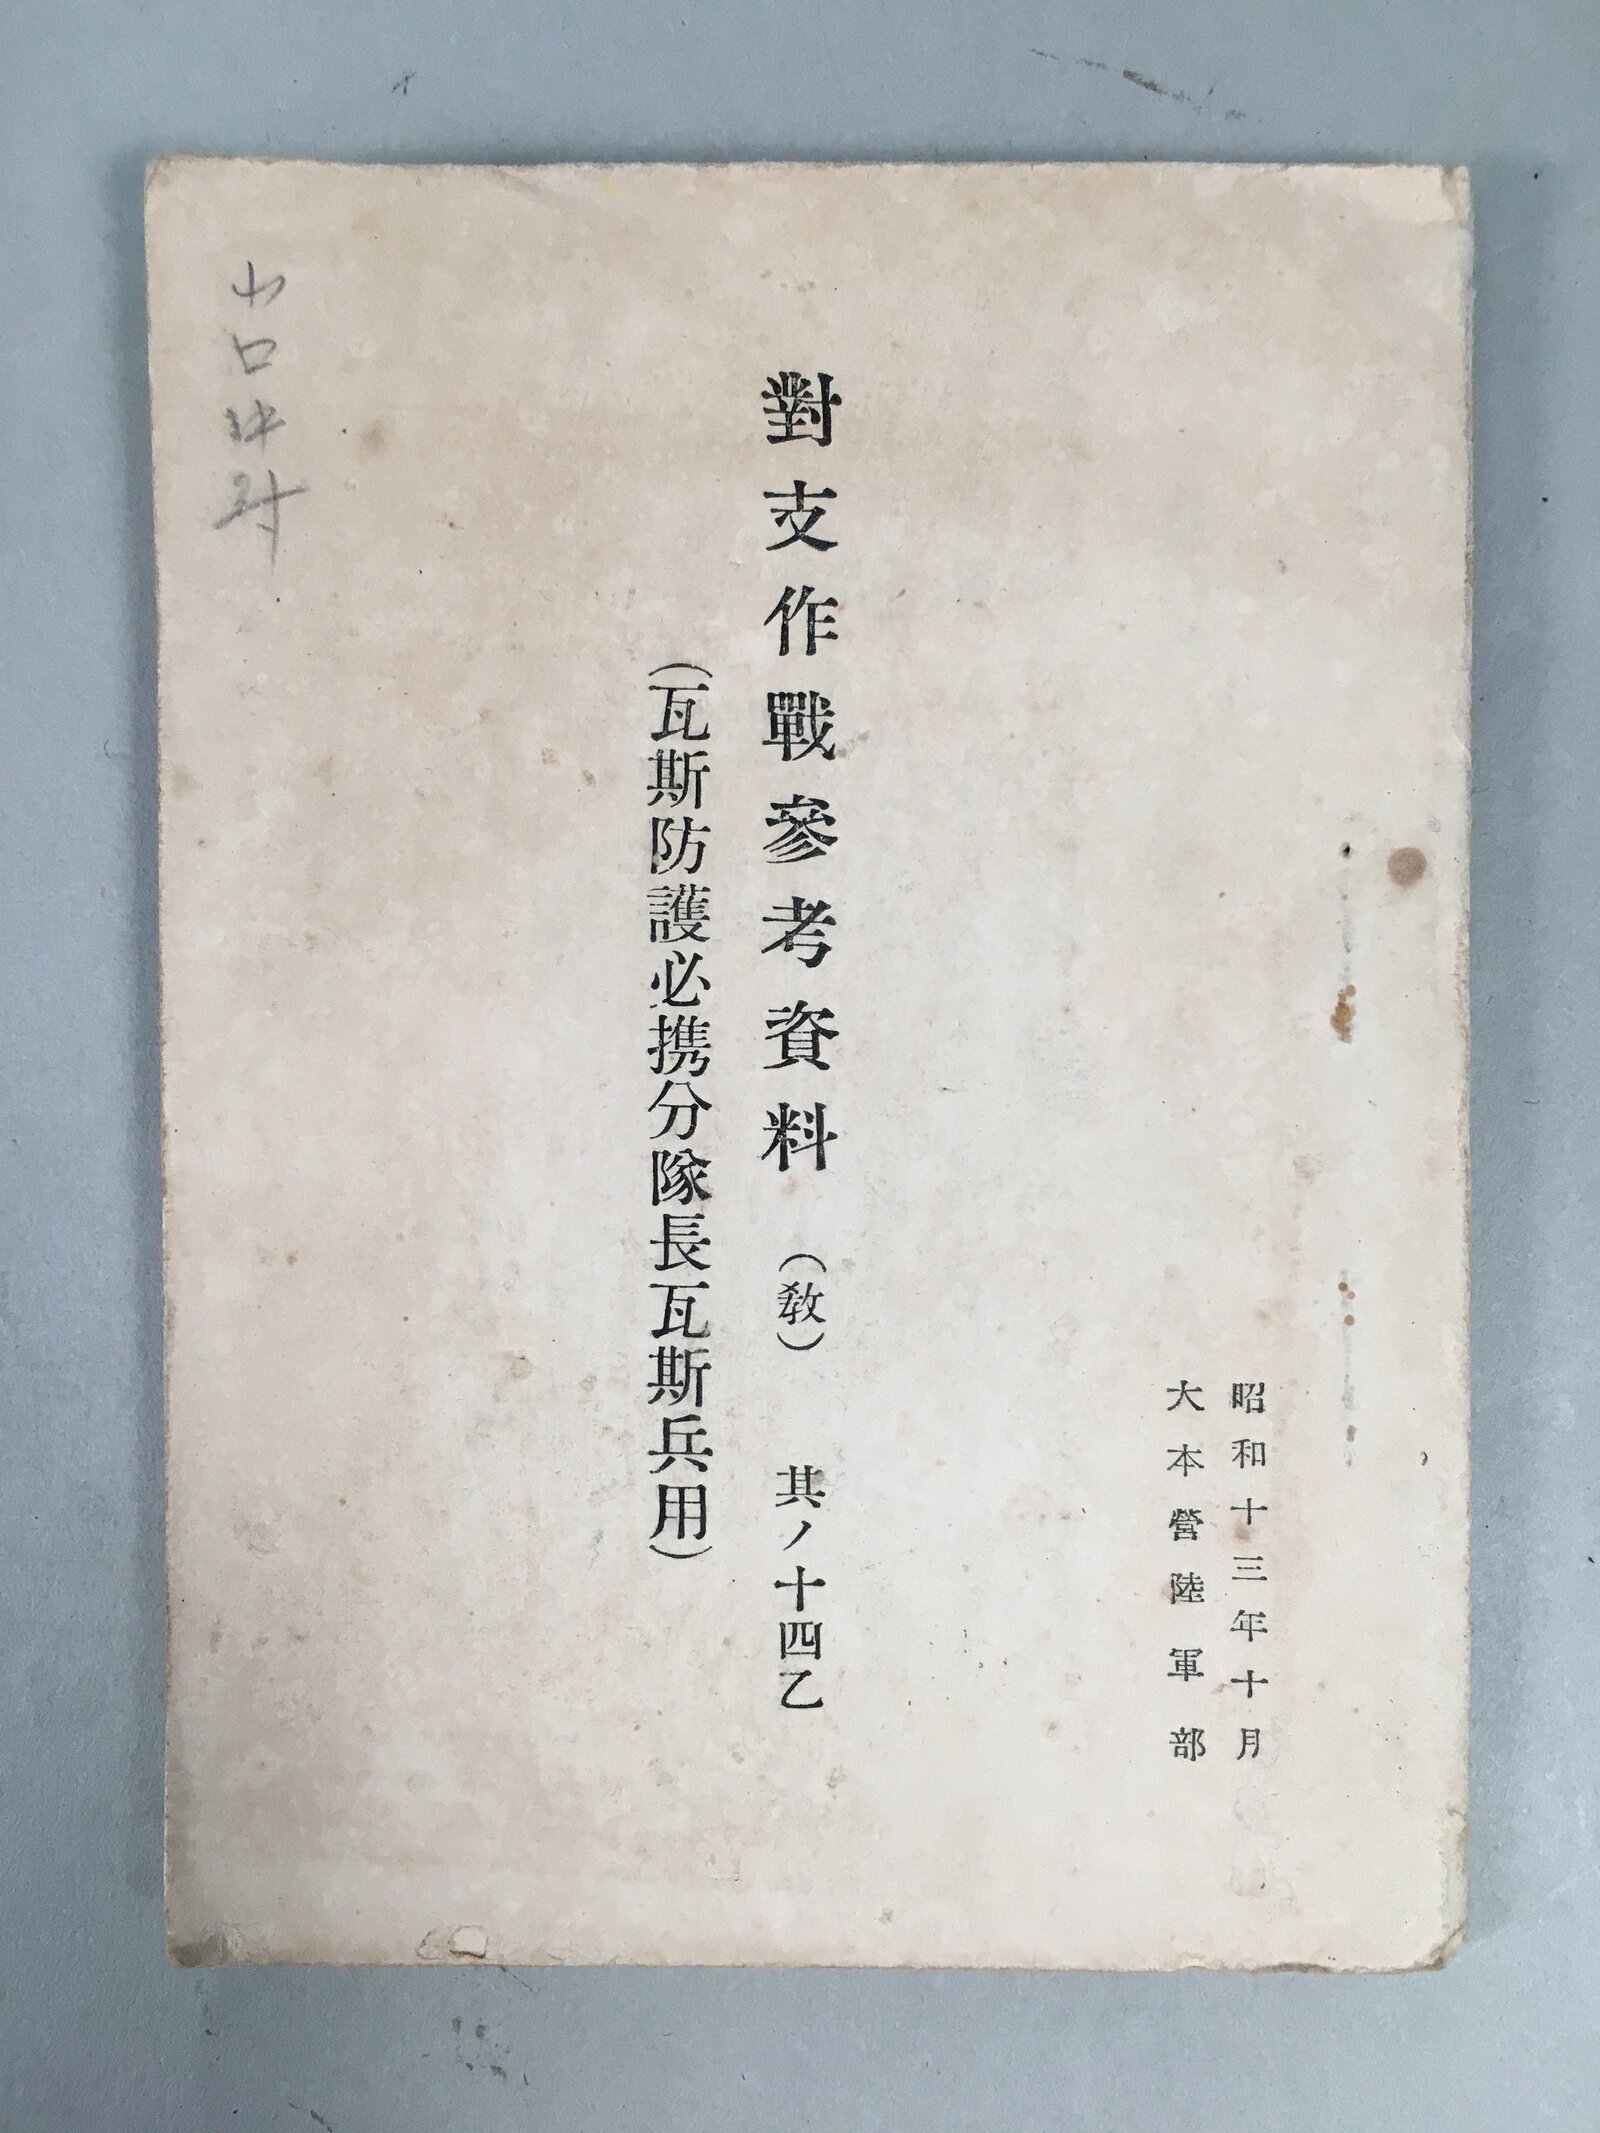 昭和十三年十月
大本營陸軍部
對支作戰參考資料（教）　其ノ十四乙
（瓦斯防護必携分隊長瓦斯兵用）